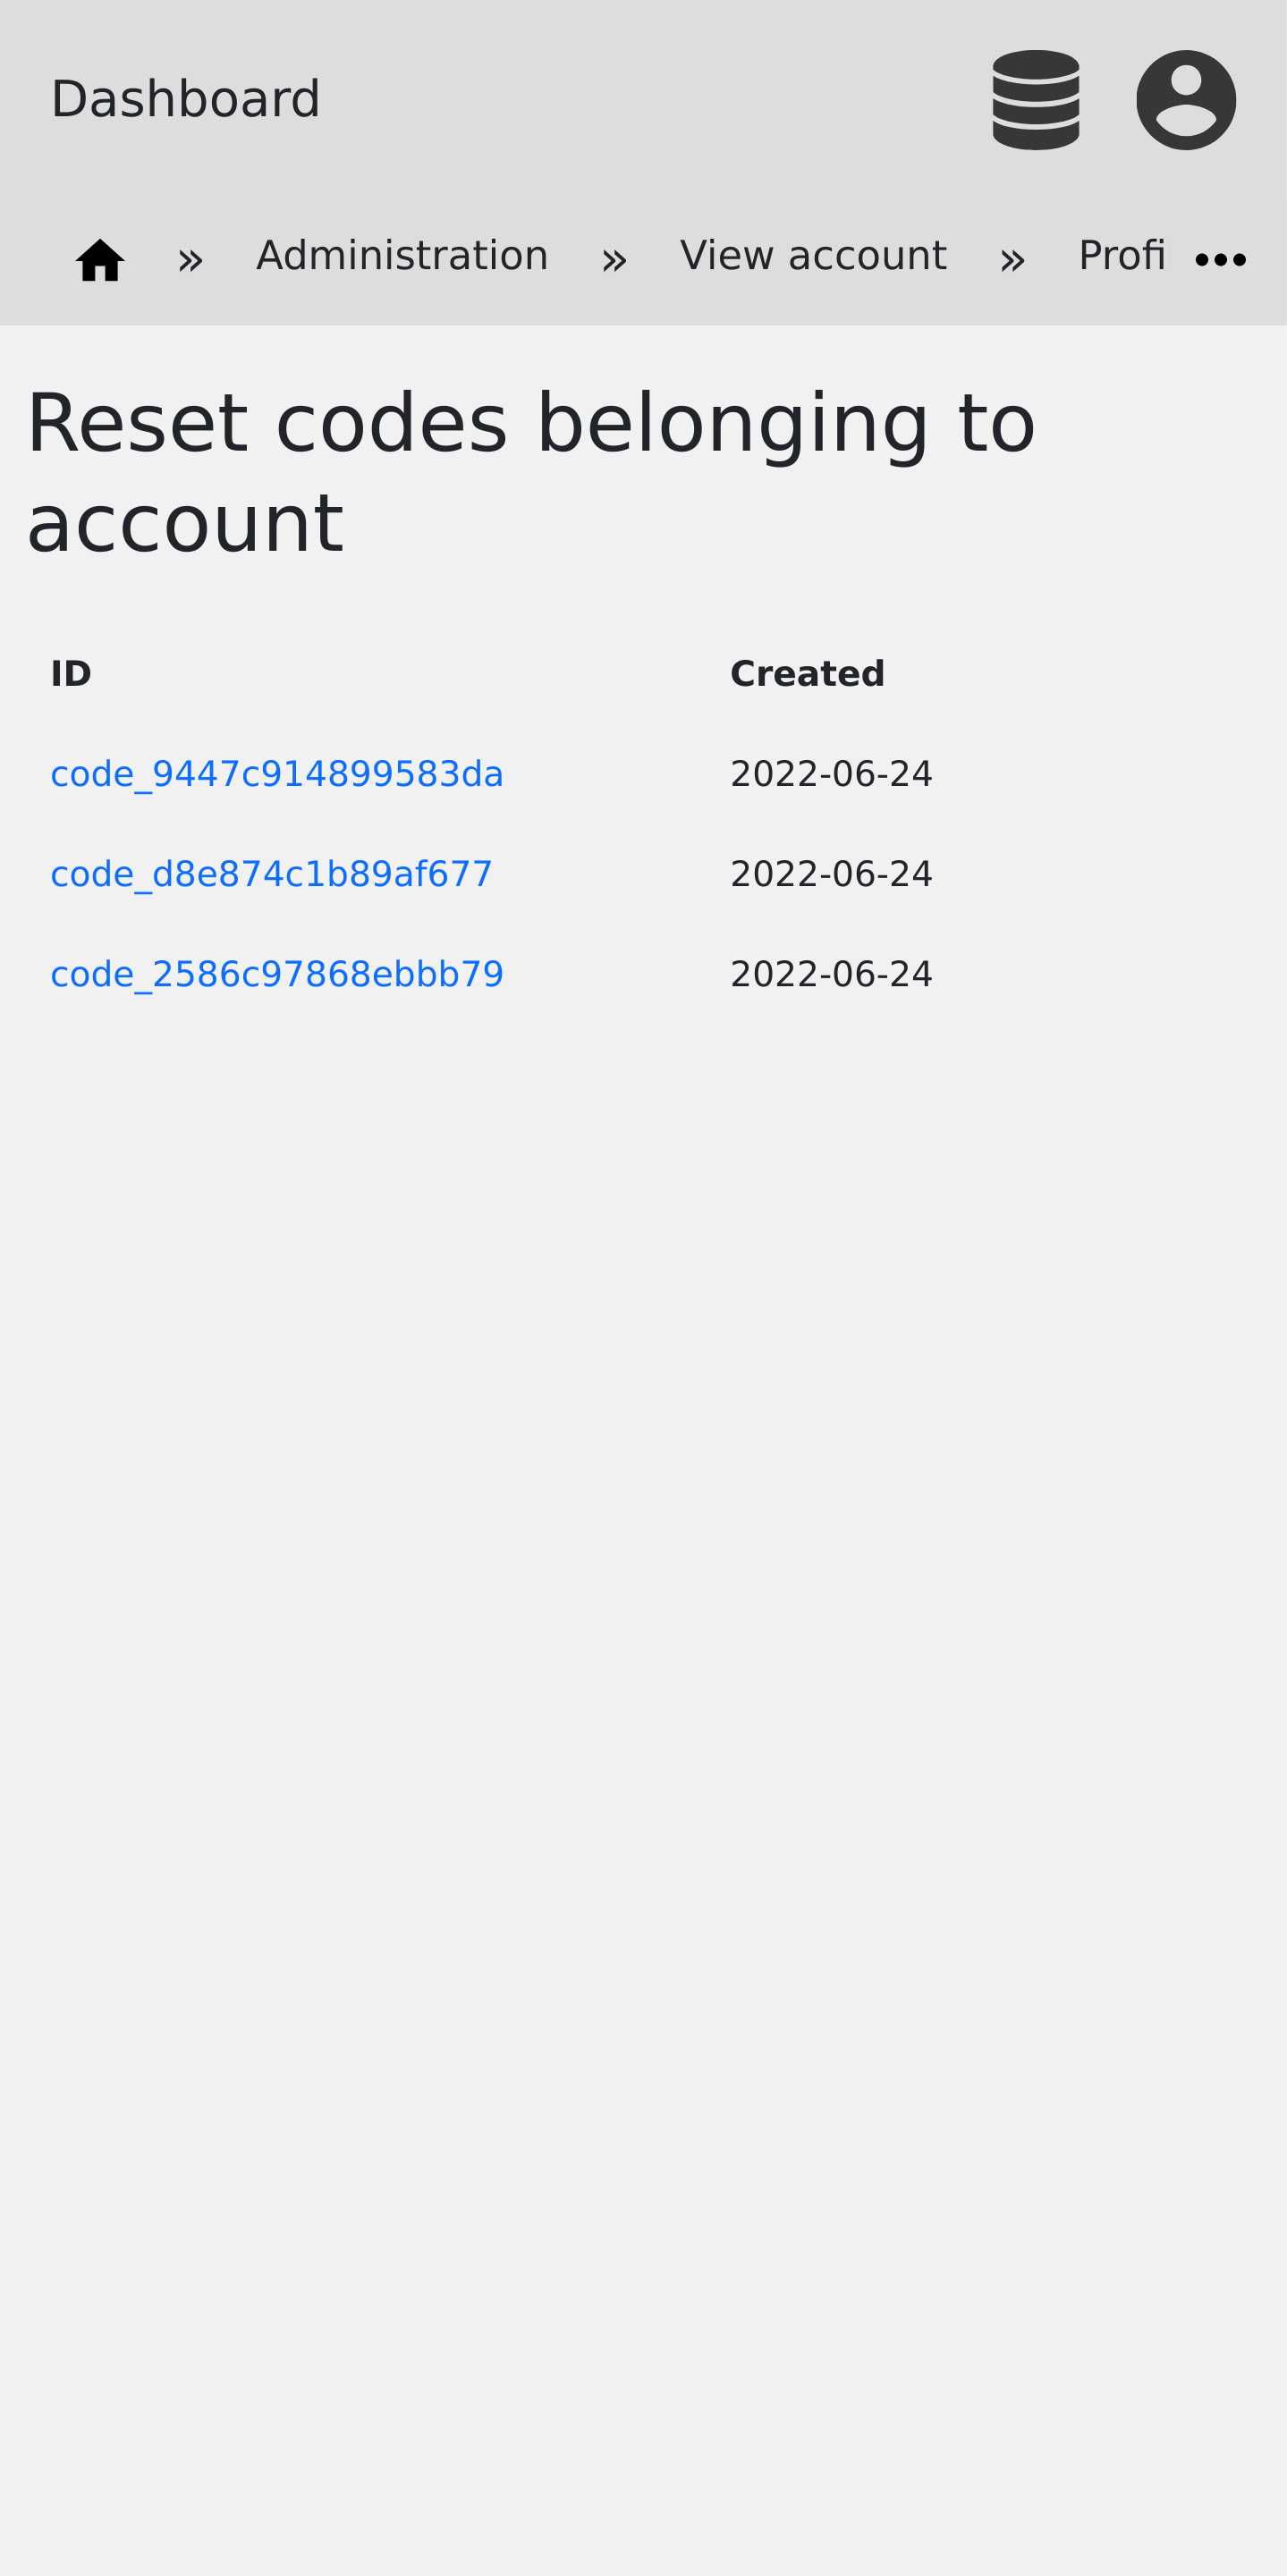 Dashboard
» Administration » View account » Profi •••
Reset codes belonging to
account
ID Created
code_9447c914899583da 2022-06-24
code_d8e874c1b89af677 2022-06-24
code_2586c97868ebbb79 2022-06-24